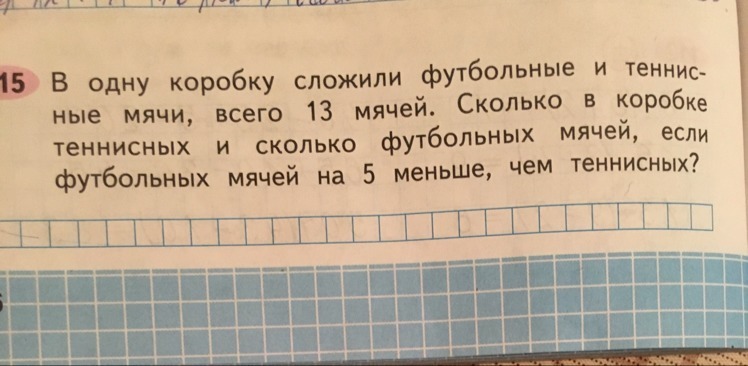 15 В одну коробку сложили футбольные и теннис-
ные мячи, всего 13 мячей. Сколько в коробке
теннисных и сколько футбольных мячей, если
футбольных мячей на 5 меньше, чем теннисных?